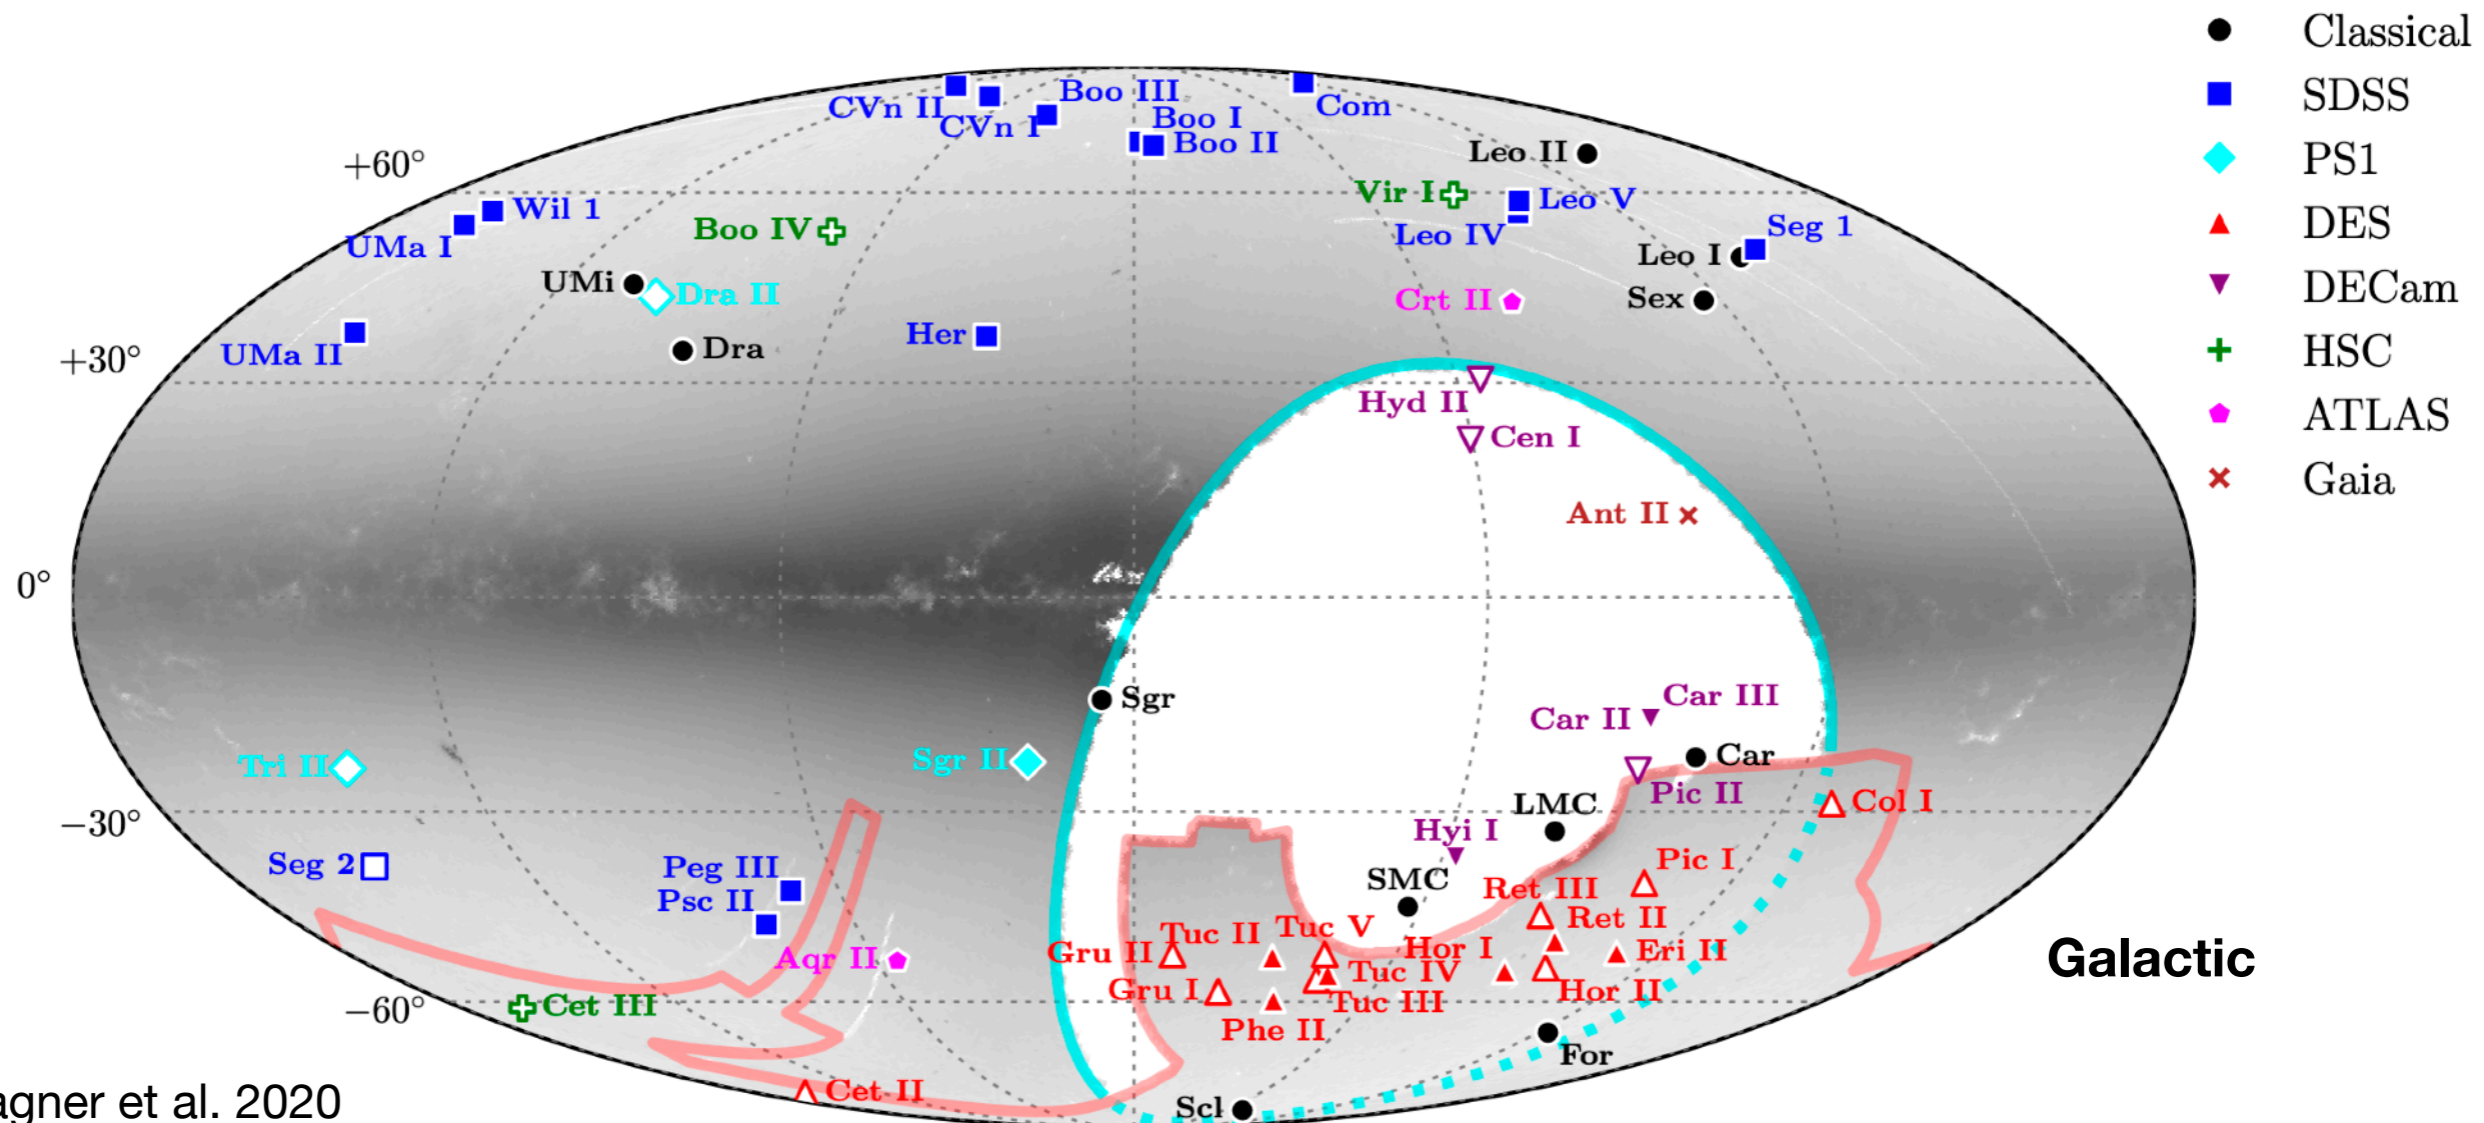 Classical
SDSS
PS1
DES
DECam
HSC
ATLAS
Gaia
CVn II
CVn I
Boo III
Boo I
Boo II
Com
+60°
Leo II
Vir I
Leo V
Leo IV
Wil 1
UMa I
Boo IV
Seg 1
Leo I
UMi
Dra II
Crt II
Sex
Her
Dra
UMa II
+30°
Hyd II
Cen I
Ant II
0°
Sgr
Car III
Car II
Car
Sgr II
Tri II
Pic II
LMC
Col I
−30°
Hyi I
Pic I
Seg 2
Peg III
SMC
Ret III
Psc II
Ret II
Tuc V
Tuc II
Gru II
Hor I
Eri II
Aqr II
Galactic
Tuc IV
Gru I
Hor II
Tuc III
−60°
Cet III
Phe II
For
Cet II
Scl
agner et al. 2020